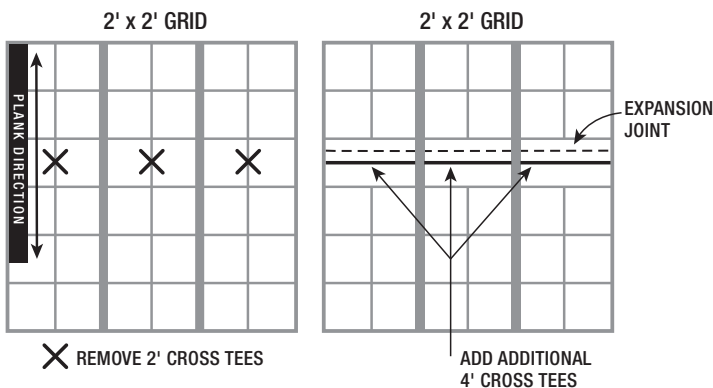 2' x 2' GRID
PLANK DIRECTION
REMOVE 2' CROSS TEES
2' x 2' GRID
EXPANSION
JOINT
ADD ADDITIONAL
4' CROSS TEES